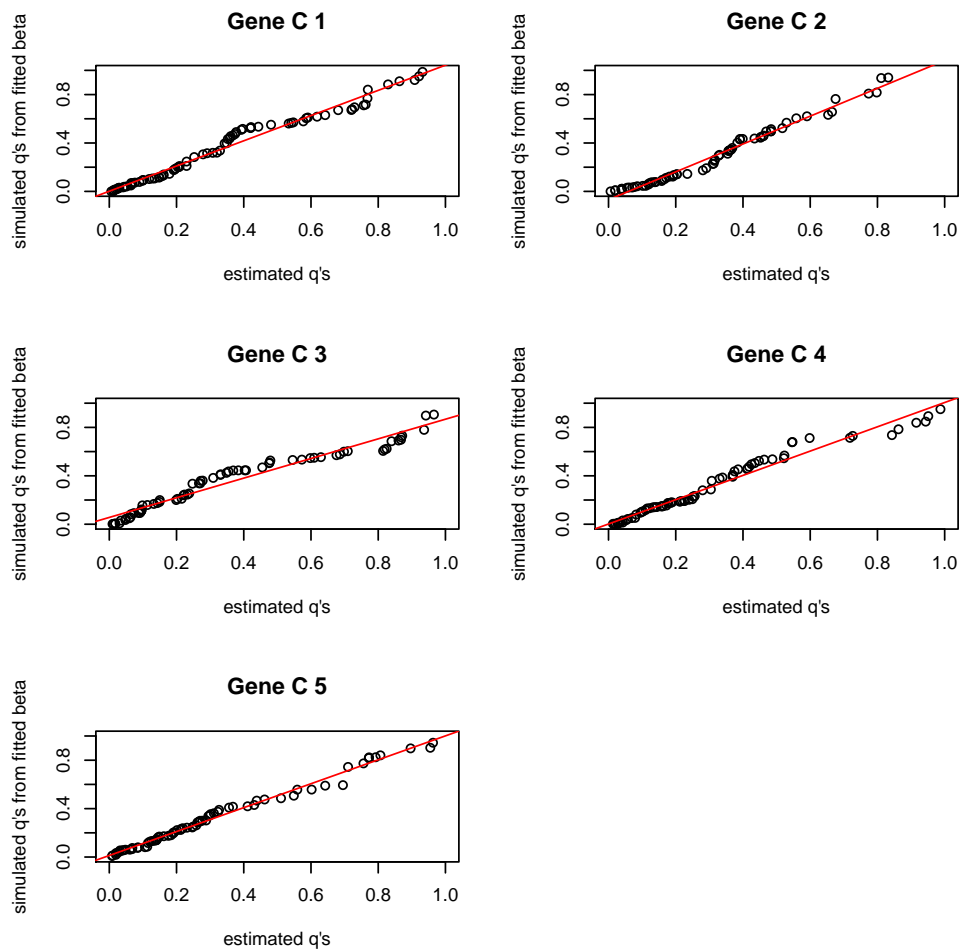 Gene C 1
simulated q's from fitted beta
0.0 0.4 0.8
0.0 0.2 0.4 0.6 0.8 1.0
estimated q's
Gene C 2
simulated q's from fitted beta
0.0 0.4 0.8
0.0 0.2 0.4 0.6 0.8 1.0
estimated q's
Gene C 3
simulated q's from fitted beta
0.0 0.4 0.8
0.0 0.2 0.4 0.6 0.8 1.0
estimated q's
Gene C 4
simulated q's from fitted beta
0.0 0.4 0.8
0.0 0.2 0.4 0.6 0.8 1.0
estimated q's
Gene C 5
simulated q's from fitted beta
0.0 0.4 0.8
0.0 0.2 0.4 0.6 0.8 1.0
estimated q's